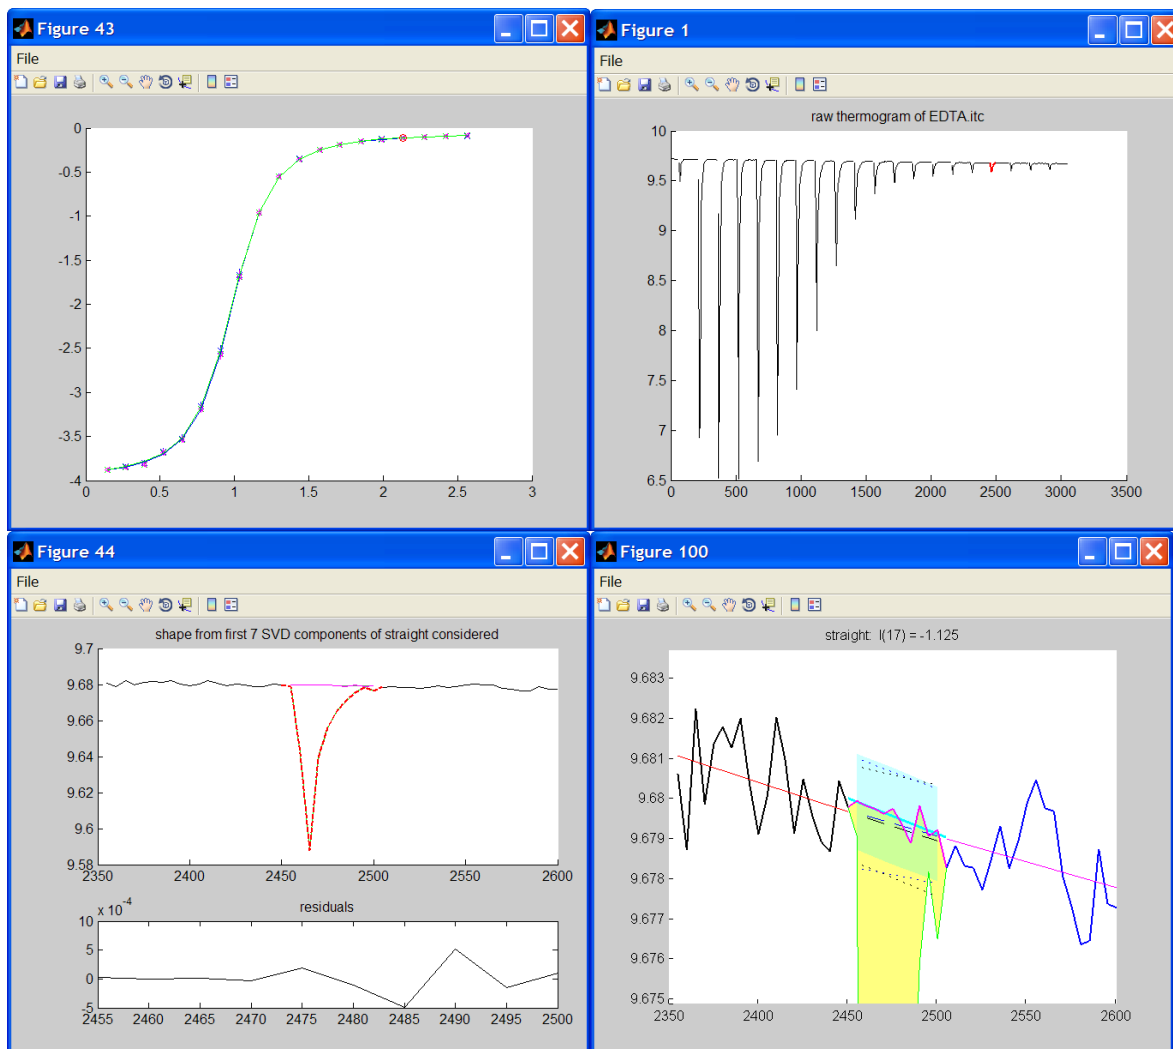 Figure 43
File
0
-0.5
-1
-1.5
-2
-2.5
-3
-3.5
-4
0 0.5 1 1.5 2 2.5 3
Figure 1
File
raw thermogram of EDTA.itc
10
9.5
9
8.5
8
7.5
7
6.5
0 500 1000 1500 2000 2500 3000 3500
Figure 44
File
shape from first 7 SVD components of straight considered
9.7
9.68
9.66
9.64
9.62
9.6
9.58
2350 2400 2450 2500 2550 2600
x 10-4
residuals
10
5
0
-5
2455 2460 2465 2470 2475 2480 2485 2490 2495 2500
Figure 100
File
straight: I(17) = -1.125
9.683
9.682
9.681
9.68
9.679
9.678
9.677
9.676
9.675
2350 2400 2450 2500 2550 2600